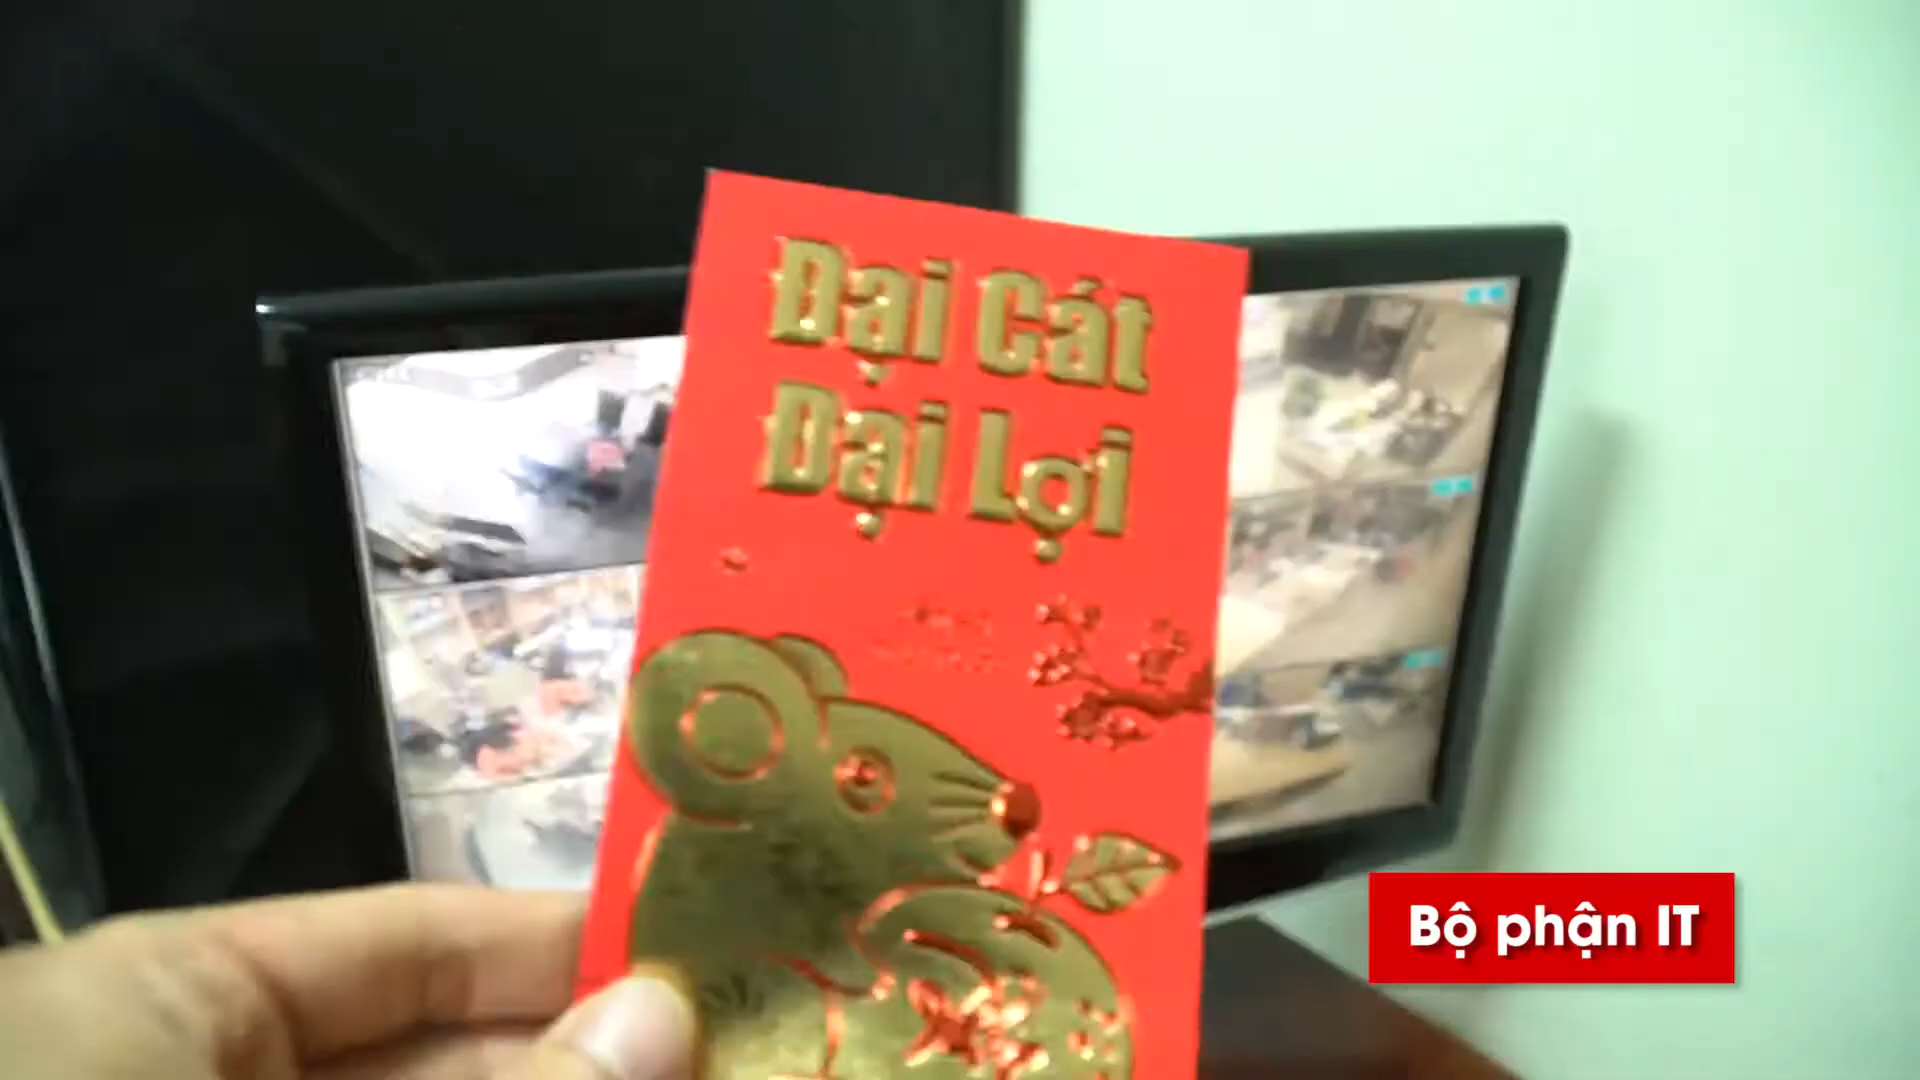 Đại Cát
Đại Lợi
Bộ phận IT